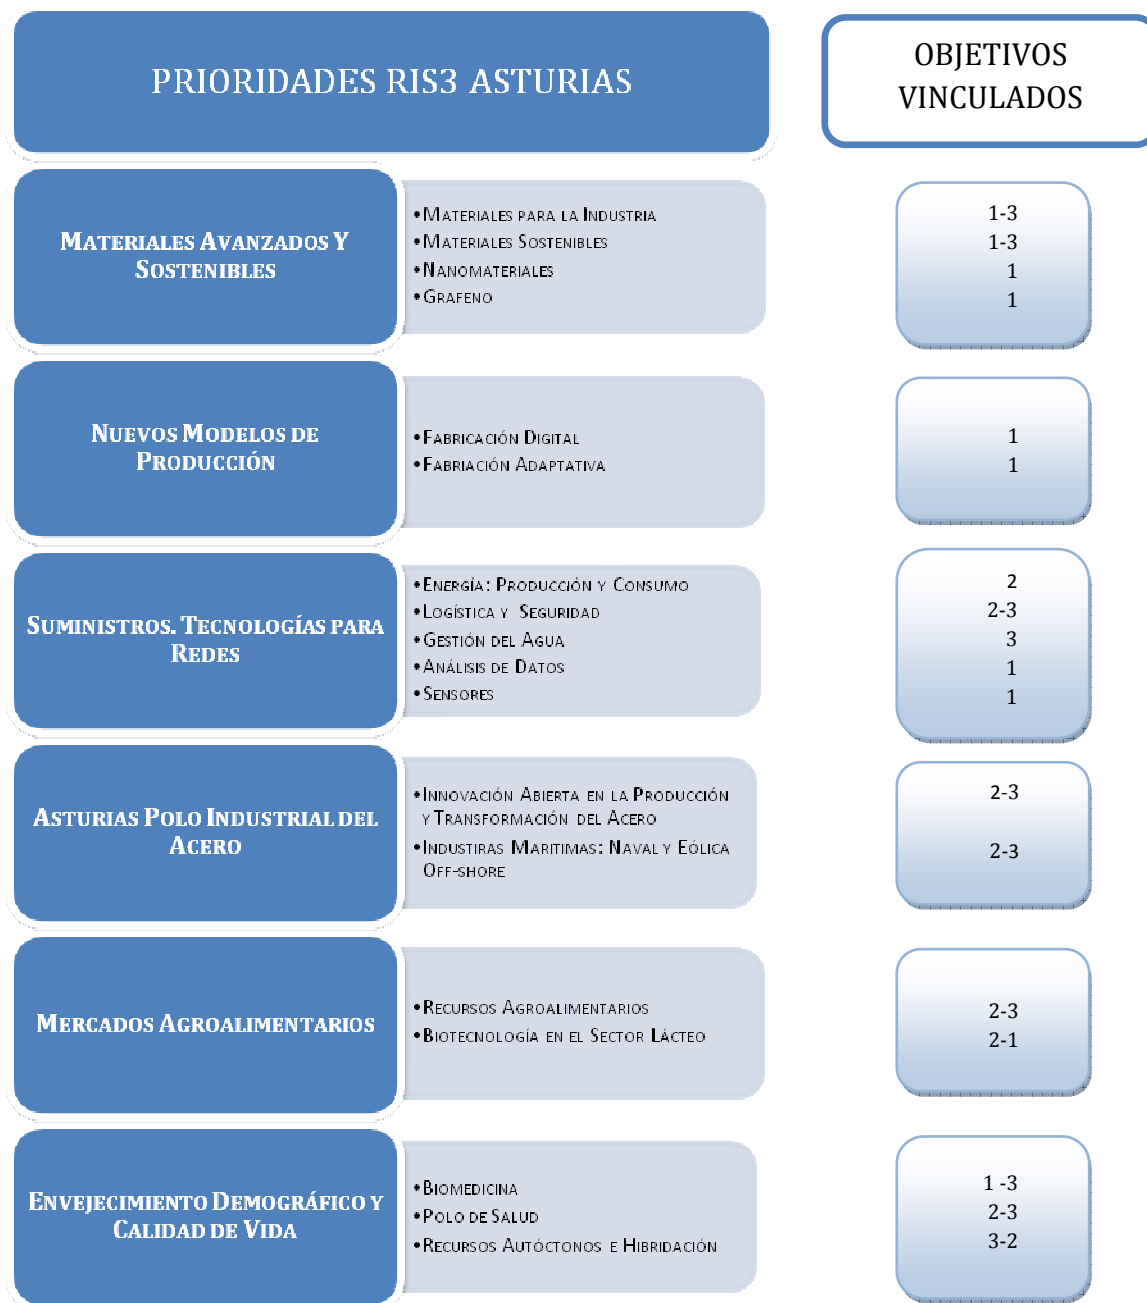 PRIORIDADES RIS3 ASTURIAS
OBJETIVOS
VINCULADOS
MATERIALES AVANZADOS Y
SOSTENIBLES
•MATERIALES PARA LA INDUSTRIA
•MATERIALES SOSTENIBLES
•NANOMATERIALES
•GRAFENO
1-3
1-3
1
1
NUEVOS MODELOS DE
PRODUCCIÓN
•FABRICACIÓN DIGITAL
•FABRIACIÓN ADAPTATIVA
1
1
SUMINISTROS. TECNOLOGÍAS PARA
REDES
•ENERGÍA: PRODUCCIÓN Y CONSUMO
•LOGÍSTICA Y SEGURIDAD
•GESTIÓN DEL AGUA
•ANÁLISIS DE DATOS
•SENSORES
2
2-3
3
1
1
ASTURIAS POLO INDUSTRIAL DEL
ACERO
•INNOVACIÓN ABIERTA EN LA PRODUCCIÓN
Y TRANSFORMACIÓN DEL ACERO
•INDUSTIRAS MARITIMAS: NAVAL Y EÓLICA
OFF-SHORE
2-3
2-3
MERCADOS AGROALIMENTARIOS
•RECURSOS AGROALIMENTARIOS
•BIOTECNOLOGÍA EN EL SECTOR LÁCTEO
2-3
2-1
ENVEJECIMIENTO DEMOGRÁFICO Y
CALIDAD DE VIDA
•BIOMEDICINA
•POLO DE SALUD
•RECURSOS AUTÓCTONOS E HIBRIDACIÓN
1 -3
2-3
3-2